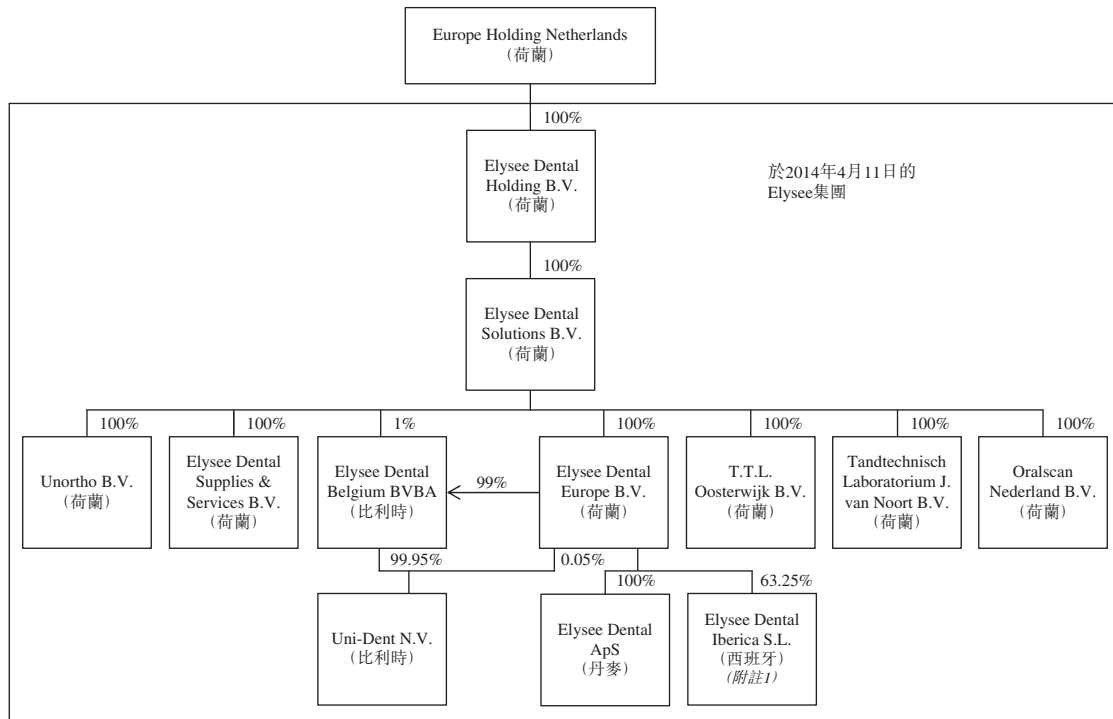 Europe Holding Netherlands
(荷蘭)
100%
Elysee Dental
Holding B.V.
(荷蘭)
於2014年4月11日的
Elysee集團
100%
Elysee Dental
Solutions B.V.
(荷蘭)
100%
100%
1%
100%
100%
100%
100%
Unortho B.V.
(荷蘭)
Elysee Dental
Supplies &
Services B.V.
(荷蘭)
Elysee Dental
Belgium BVBA
(比利時)
99%
Elysee Dental
Europe B.V.
(荷蘭)
T.T.L.
Oosterwijk B.V.
(荷蘭)
Tandtechnisch
Laboratorium J.
van Noort B.V.
(荷蘭)
Oralscan
Nederland B.V.
(荷蘭)
99.95%
0.05%
100%
63.25%
Uni-Dent N.V.
(比利時)
Elysee Dental
ApS
(丹麥)
Elysee Dental
Iberica S.L.
(西班牙)
(附註1)